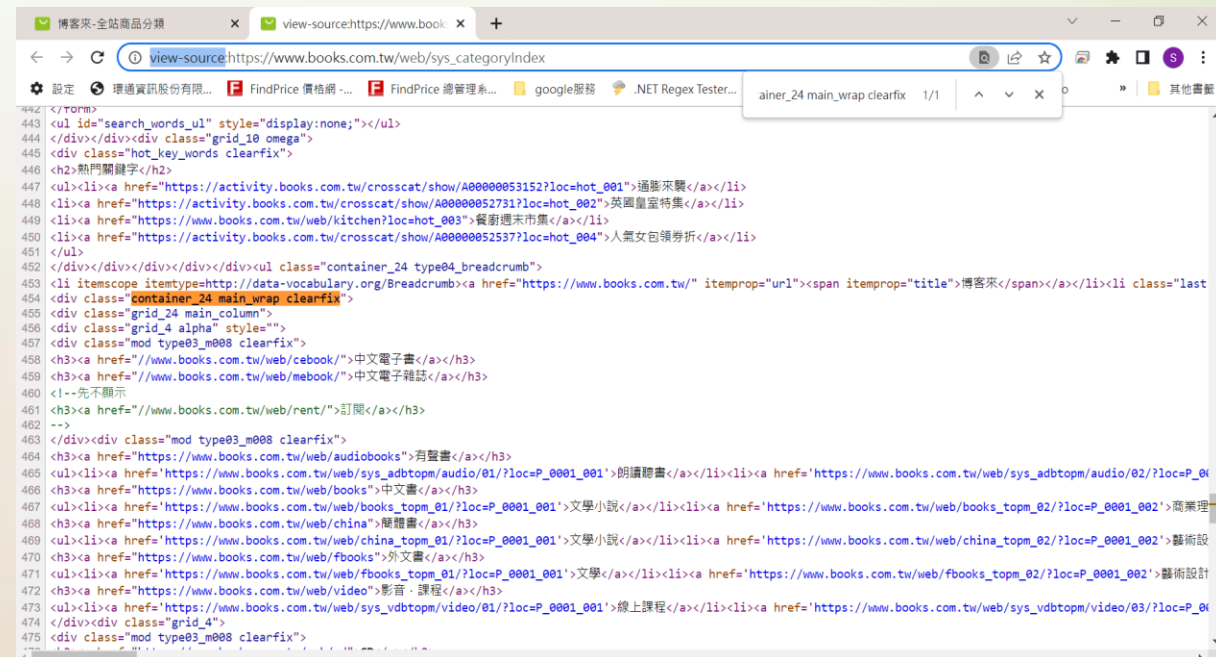 博客來-全站商品分類
view-source:https://www.book
view-source:https://www.books.com.tw/web/sys_categoryIndex
S
設定 環通資訊股份有限... FindPrice 價格網 -... FindPrice 總管理系... google服務 .NET Regex Tester... » 其他書籤
ainer_24 main_wrap clearfix 1/1
442 </form>
443 <ul id="search_words_ul" style="display:none;"></ul>
444 </div></div><div class="grid_10 omega">
445 <div class="hot_key_words clearfix">
446 <h2>熱門關鍵字</h2>
447 <ul><li><a href="https://activity.books.com.tw/crosscat/show/A00000053152?loc=hot_001">通膨來襲</a></li>
448 <li><a href="https://activity.books.com.tw/crosscat/show/A00000052731?loc=hot_002">英國皇室特集</a></li>
449 <li><a href="https://www.books.com.tw/web/kitchen?loc=hot_003">餐廚週末市集</a></li>
450 <li><a href="https://activity.books.com.tw/crosscat/show/A00000052537?loc=hot_004">人氣女包領券折</a></li>
451 </ul>
452 </div></div></div></div></div><ul class="container_24 type04_breadcrumb">
453 <li itemscope itemtype=http://data-vocabulary.org/Breadcrumb><a href="https://www.books.com.tw/" itemprop="url"><span itemprop="title">博客來</span></a></li><li class="last
454 <div class="container_24 main_wrap clearfix">
455 <div class="grid_24 main_column">
456 <div class="grid_4 alpha" style="">
457 <div class="mod type03_m008 clearfix">
458 <h3><a href="//www.books.com.tw/web/cebook/">中文電子書</a></h3>
459 <h3><a href="//www.books.com.tw/web/mebook/">中文電子雜誌</a></h3>
460 <!--先不顯示
461 <h3><a href="//www.books.com.tw/web/rent/">訂閱</a></h3>
462 -->
463 </div><div class="mod type03_m008 clearfix">
464 <h3><a href="https://www.books.com.tw/web/audiobooks">有聲書</a></h3>
465 <ul><li><a href='https://www.books.com.tw/web/sys_adbtopm/audio/01/?loc=P_0001_001'>朗讀聽書</a></li><li><a href='https://www.books.com.tw/web/sys_adbtopm/audio/02/?loc=P_00
466 <h3><a href="https://www.books.com.tw/web/books">中文書</a></h3>
467 <ul><li><a href='https://www.books.com.tw/web/books_topm_01/?loc=P_0001_001'>文學小說</a></li><li><a href='https://www.books.com.tw/web/books_topm_02/?loc=P_0001_002'>商業理
468 <h3><a href="https://www.books.com.tw/web/china">簡體書</a></h3>
469 <ul><li><a href='https://www.books.com.tw/web/china_topm_01/?loc=P_0001_001'>文學小說</a></li><li><a href='https://www.books.com.tw/web/china_topm_02/?loc=P_0001_002'>藝術設
470 <h3><a href="https://www.books.com.tw/web/fbooks">外文書</a></h3>
471 <ul><li><a href='https://www.books.com.tw/web/fbooks_topm_01/?loc=P_0001_001'>文學</a></li><li><a href='https://www.books.com.tw/web/fbooks_topm_02/?loc=P_0001_002'>藝術設計
472 <h3><a href="https://www.books.com.tw/web/video">影音．課程</a></h3>
473 <ul><li><a href='https://www.books.com.tw/web/sys_vdbtopm/video/01/?loc=P_0001_001'>線上課程</a></li><li><a href='https://www.books.com.tw/web/sys_vdbtopm/video/03/?loc=P_00
474 </div><div class="grid_4">
475 <div class="mod type03_m008 clearfix">